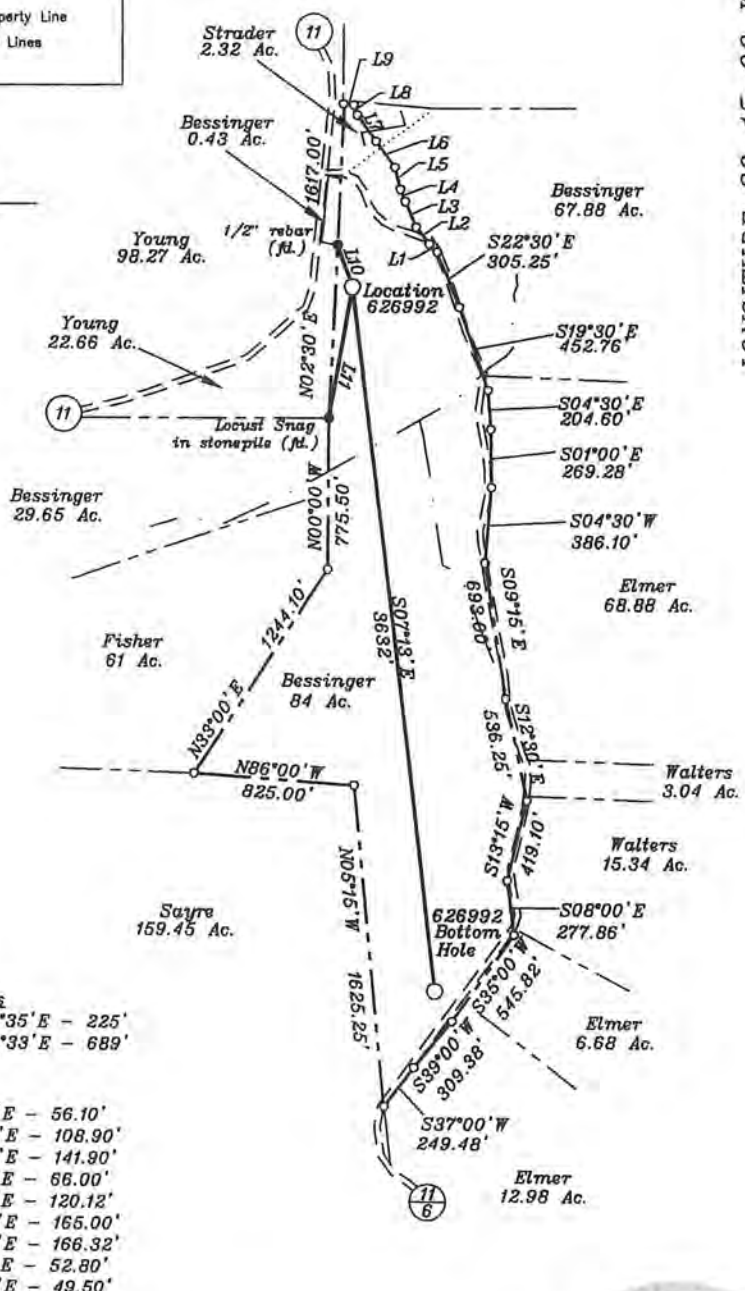 perty Line
Lines
11
Strader
2.32 Ac.
L9
L8
L7
L6
L5
L4
L3
L2
L1
Bessinger
0.43 Ac.
1617.00'
Bessinger
67.88 Ac.
Young
98.27 Ac.
1/2" rebar
(fd.)
L10
S22°30'E
305.25'
Location
626992
Young
22.66 Ac.
N02°30'E
L11
S19°30'E
452.76'
11
Locust Snag
in stonepile (fd.)
S04°30'E
204.60'
S01°00'E
269.28'
Bessinger
29.65 Ac.
N00°00'W
775.50'
S04°30'W
386.10'
S09°15'E
693.00'
Elmer
68.88 Ac.
S07°13'E
3632'
Fisher
61 Ac.
1244.10'
N33°00'E
Bessinger
84 Ac.
S12°30'E
536.25'
N86°00'W
825.00'
Walters
3.04 Ac.
S13°15'W
419.10'
Walters
15.34 Ac.
N05°15'W
1625.25'
Sayre
159.45 Ac.
626992
Bottom
Hole
S08°00'E
277.86'
S35°00'W
545.82'
Elmer
6.68 Ac.
S39°00'W
309.38'
S37°00'W
249.48'
11
6
Elmer
12.98 Ac.
°35'E - 225'
°33'E - 689'
E - 56.10'
'E - 108.90'
'E - 141.90'
E - 66.00'
E - 120.12'
'E - 165.00'
'E - 166.32'
E - 52.80'
'E - 49.50'